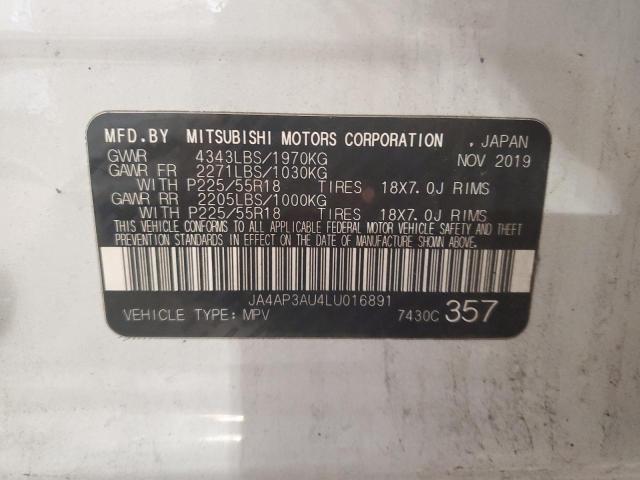 MFD.BY MITSUBISHI MOTORS CORPORATION , JAPAN
GVWR 4343LBS/1970KG NOV 2019
GAWR FR 2271LBS/1030KG
WITH P225/55R18 TIRES 18X7.0J RIMS
GAWR RR 2205LBS/1000KG
WITH P225/55R18 TIRES 18X7.0J RIMS
THIS VEHICLE CONFORMS TO ALL APPLICABLE FEDERAL MOTOR VEHICLE SAFETY AND THEFT
PREVENTION STANDARDS IN EFFECT ON THE DATE OF MANUFACTURE SHOWN ABOVE.
JA4AP3AU4LU016891
VEHICLE TYPE: MPV 7430C 357